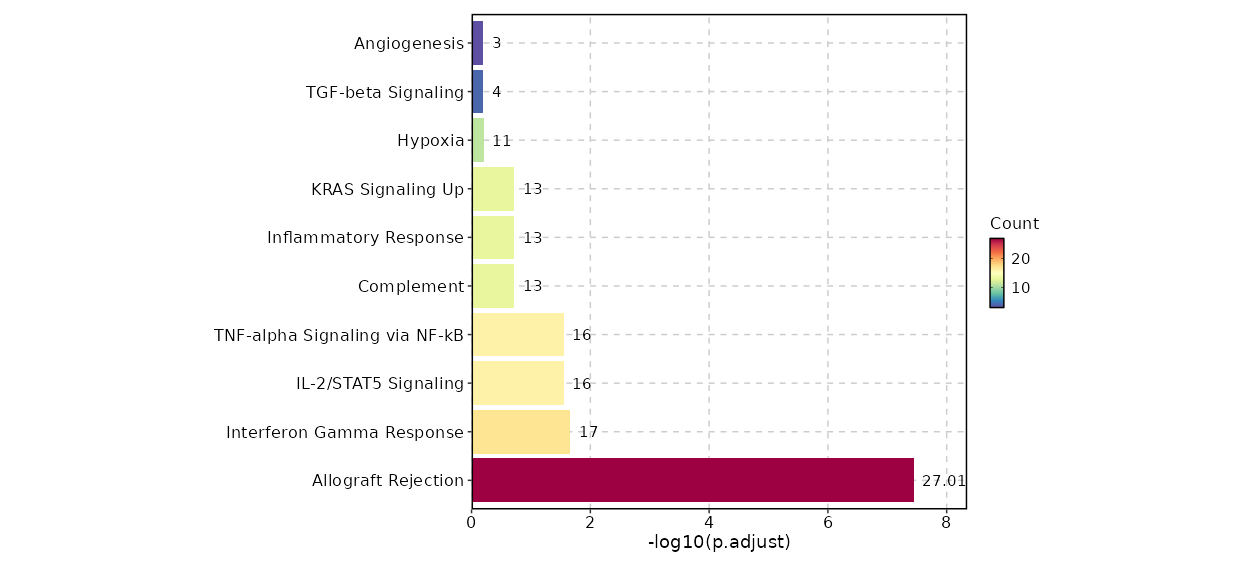 Angiogenesis 3
TGF-beta Signaling 4
Hypoxia 11
KRAS Signaling Up 13
Inflammatory Response 13
Complement 13
TNF-alpha Signaling via NF-kB 16
IL-2/STAT5 Signaling 16
Interferon Gamma Response 17
Allograft Rejection 27.01
0 2 4 6 8
-log10(p.adjust)
Count
20
10